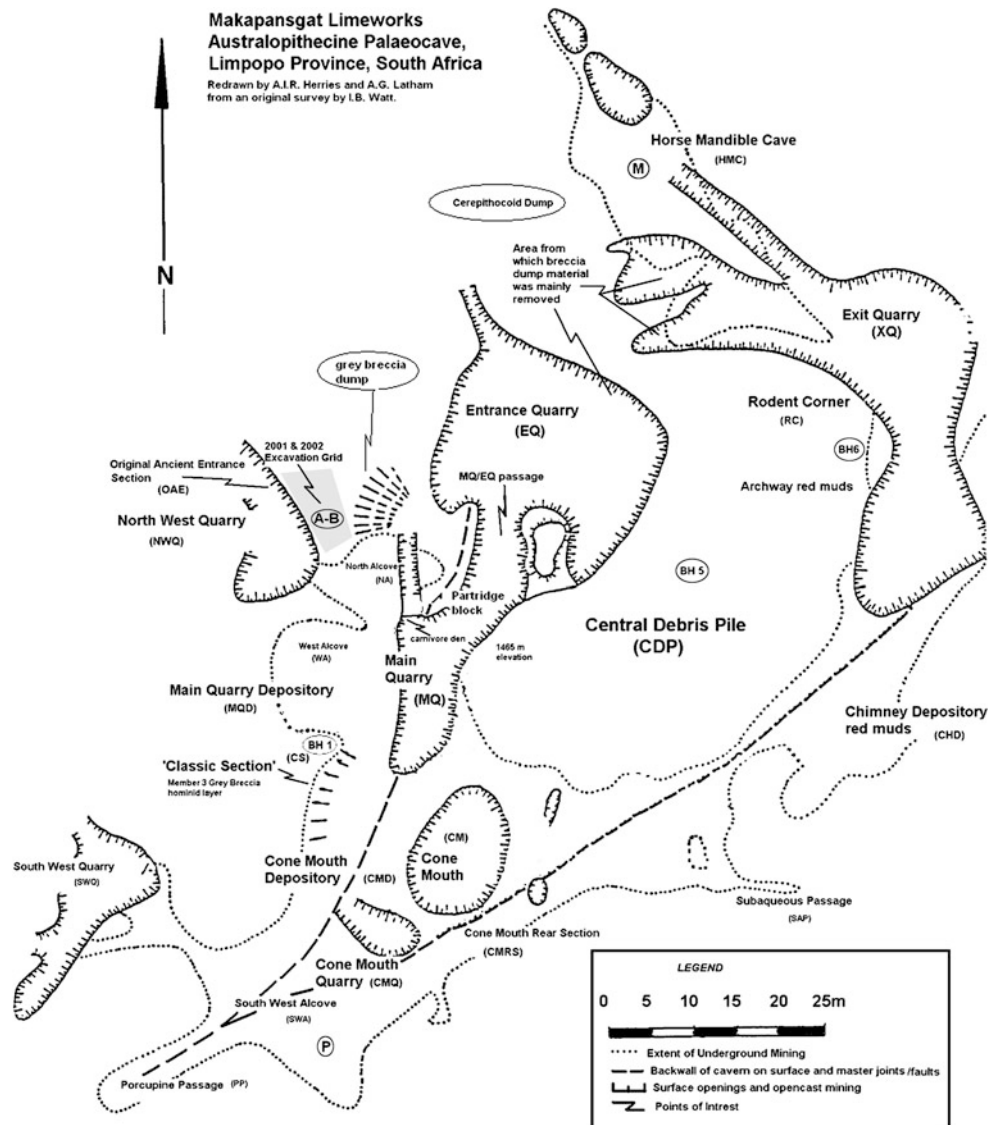 Makapansgat Limeworks
Australopithecine Palaeocave,
Limpopo Province, South Africa
Redrawn by A.I.R. Herries and A.G. Latham
from an original survey by I.B. Watt.
N
Horse Mandible Cave
(HMC)
M
Cerepithocoid Dump
Area from
which breccia
dump material
was mainly
removed
Exit Quarry
(XQ)
grey breccia
dump
Entrance Quarry
(EQ)
Rodent Corner
(RC)
BH6
2001 & 2002
Excavation Grid
Original Ancient Entrance
Section
(OAE)
MQ/EQ passage
Archway red muds
North West Quarry
(NWQ)
A-B
North Alcove
(NA)
BH 5
Partridge
block
carnivore den
Central Debris Pile
(CDP)
West Alcove
(WA)
1465 m
elevation
Main
Quarry
(MQ)
Main Quarry Depository
(MQD)
Chimney Depository
red muds
(CHD)
BH 1
(CS)
'Classic Section'
Member 3 Grey Breccia
hominid layer
(CM)
Cone
Mouth
South West Quarry
(SWQ)
Cone Mouth
Depository
(CMD)
Subaqueous Passage
(SAP)
Cone Mouth Rear Section
(CMRS)
Cone Mouth
Quarry (CMQ)
South West Alcove
(SWA)
P
Porcupine Passage (PP)
LEGEND
0 5 10 15 20 25m
Extent of Underground Mining
Backwall of cavern on surface and master joints/faults
Surface openings and opencast mining
Points of Intrest